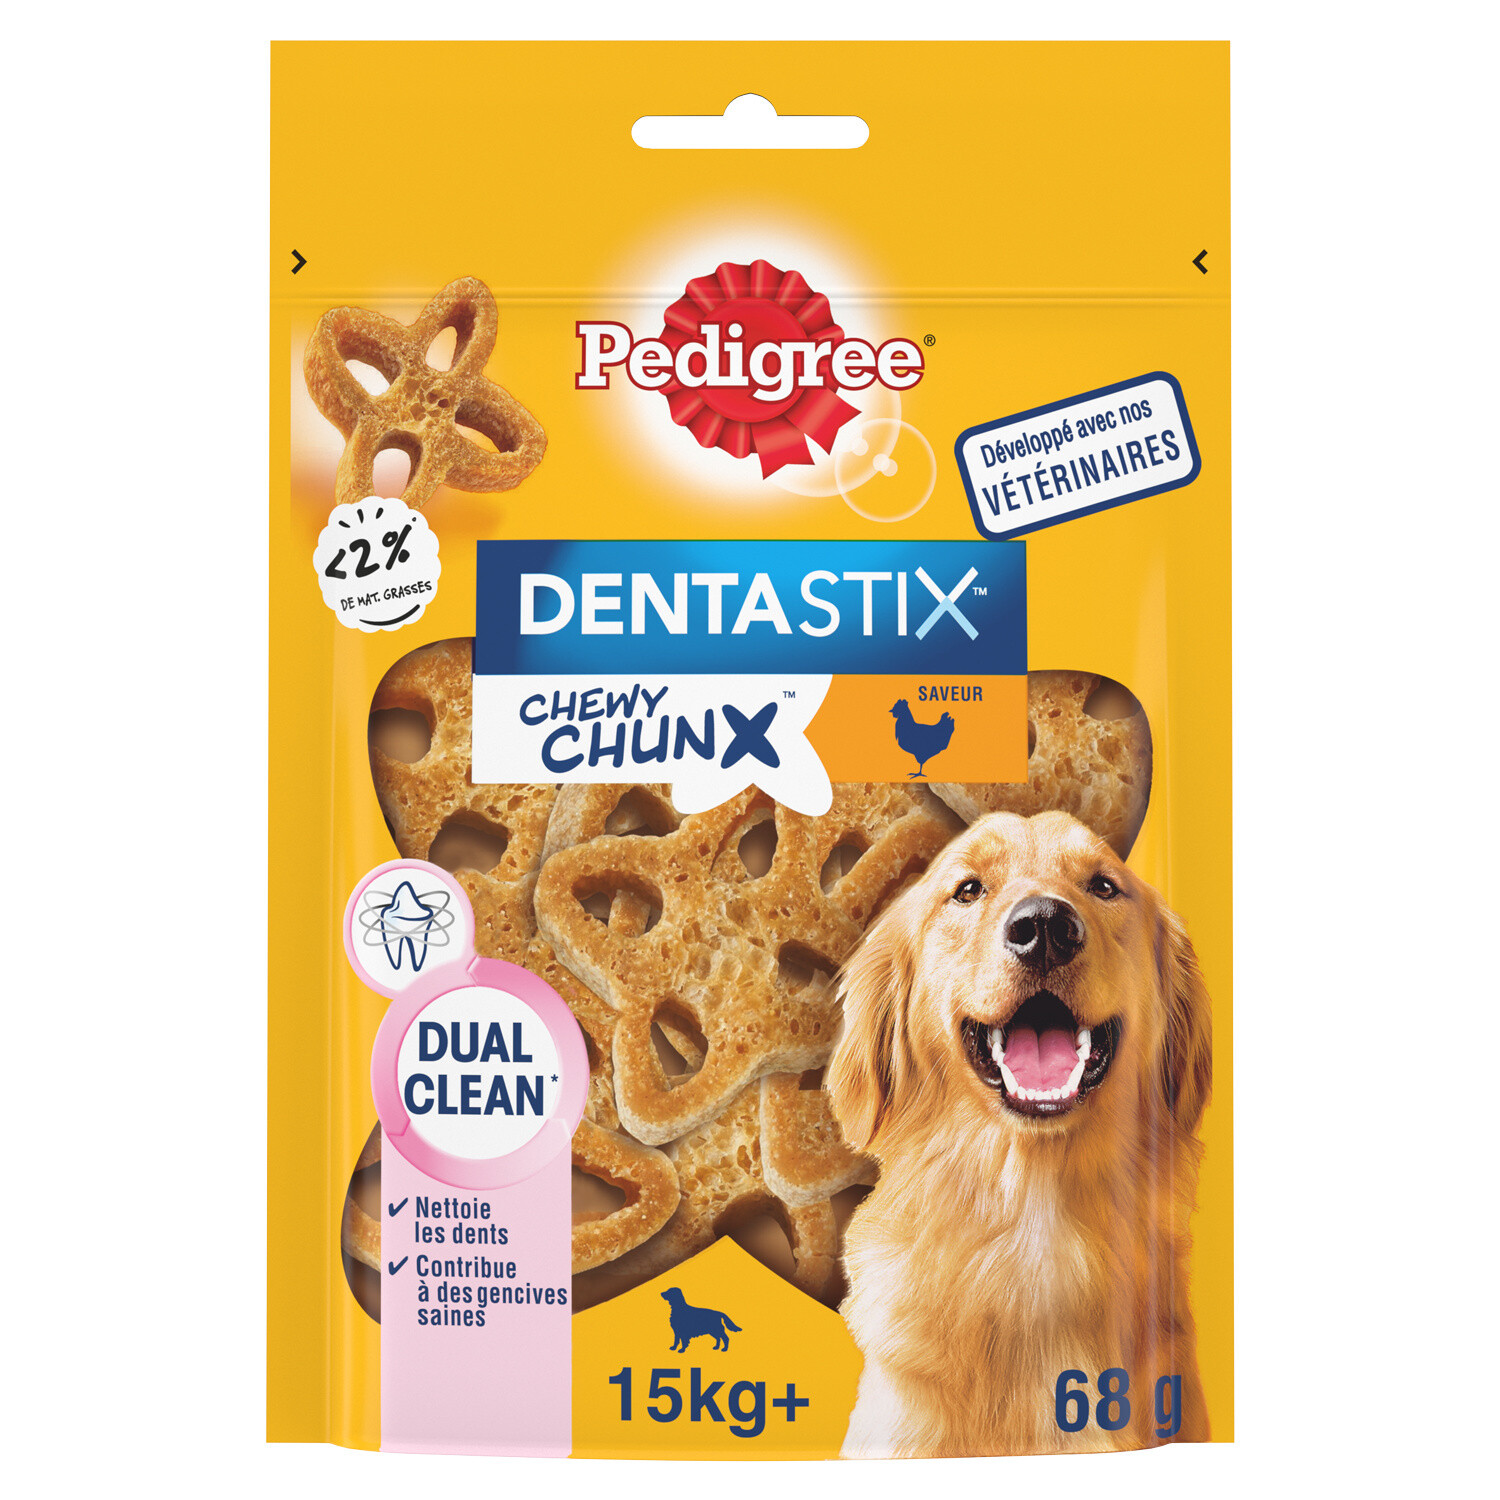 Pedigree®
Développé avec nos
VÉTÉRINAIRES
<2%*
DE MAT. GRASSES
DENTASTIX™
CHEWY
CHUNX™
SAVEUR
DUAL
CLEAN*
✔ Nettoie
les dents
✔ Contribue
à des gencives
saines
15kg+
68 g